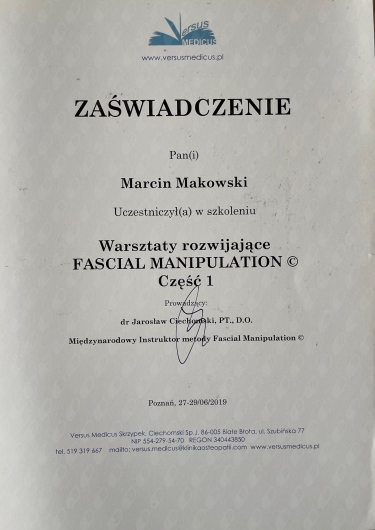 Versus
MEDICUS
www.versusmedicus.pl
ZAŚWIADCZENIE
Pan(i)
Marcin Makowski
Uczestniczył(a) w szkoleniu
Warsztaty rozwijające
FASCIAL MANIPULATION ©
Część 1
Prowadzący:
dr Jarosław Ciechomski, PT., D.O.
Międzynarodowy Instruktor metody Fascial Manipulation ©
Poznań, 27-29/06/2019
Versus Medicus Skrzypek, Ciechomski Sp.J. 86-005 Białe Błota, ul. Szubińska 77
NIP 554-279-54-70 REGON 340443850
tel. 519 319 667 mailto: versus.medicus@klinikaosteopatii.com www.versusmedicus.pl